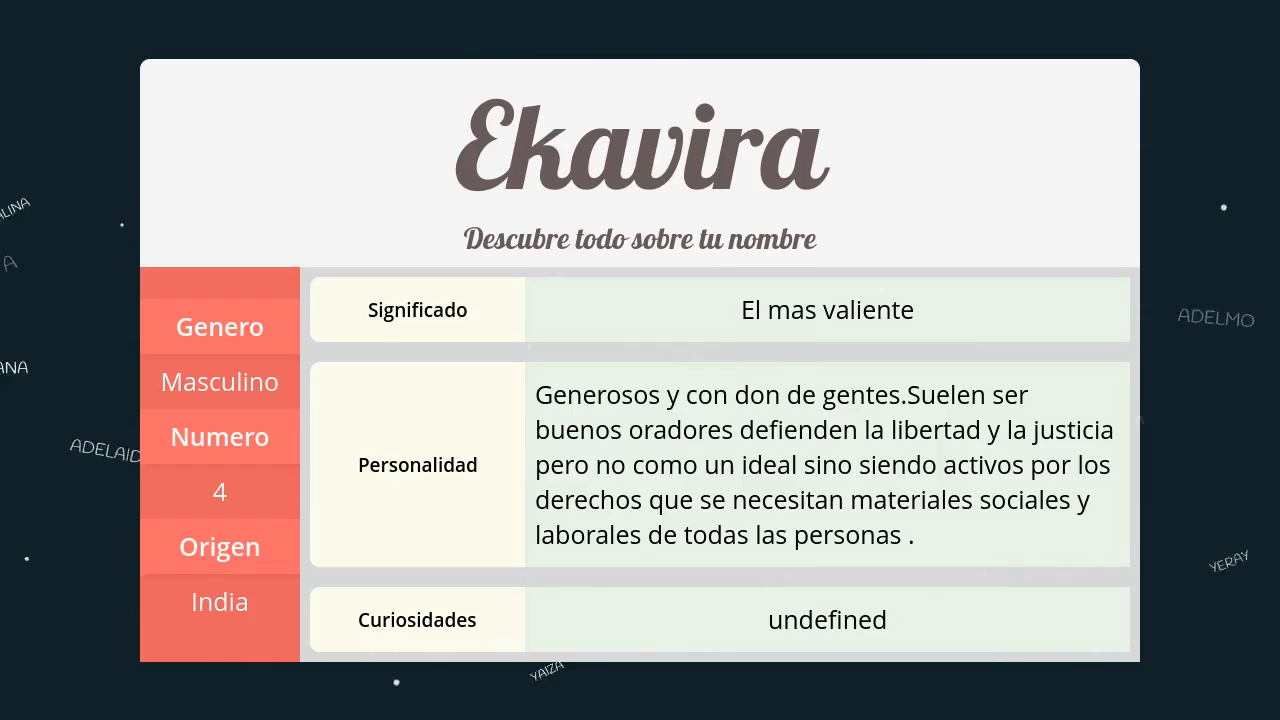 Ekavira
Descubre todo sobre tu nombre
Genero
Masculino
Numero
4
Origen
India
Significado
El mas valiente
Personalidad
Generosos y con don de gentes.Suelen ser
buenos oradores defienden la libertad y la justicia
pero no como un ideal sino siendo activos por los
derechos que se necesitan materiales sociales y
laborales de todas las personas .
Curiosidades
undefined
ADELMO
YERAY
YAIZA